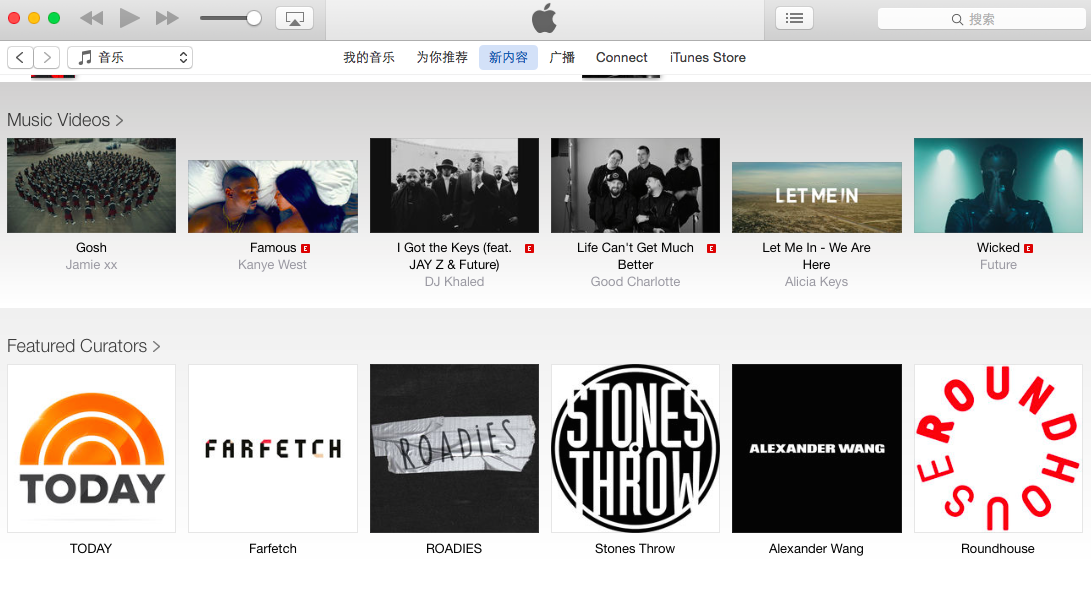 搜索
音乐
我的音乐 为你推荐 新内容 广播 Connect iTunes Store
Music Videos >
LET ME IN
Gosh
Jamie xx
Famous E
Kanye West
I Got the Keys (feat. E
JAY Z & Future)
DJ Khaled
Life Can't Get Much E
Better
Good Charlotte
Let Me In - We Are
Here
Alicia Keys
Wicked E
Future
Featured Curators >
TODAY
FARFETCH
ROADiES
STONES
THROW
ALEXANDER WANG
ROUNDHOUSE
TODAY
Farfetch
ROADIES
Stones Throw
Alexander Wang
Roundhouse